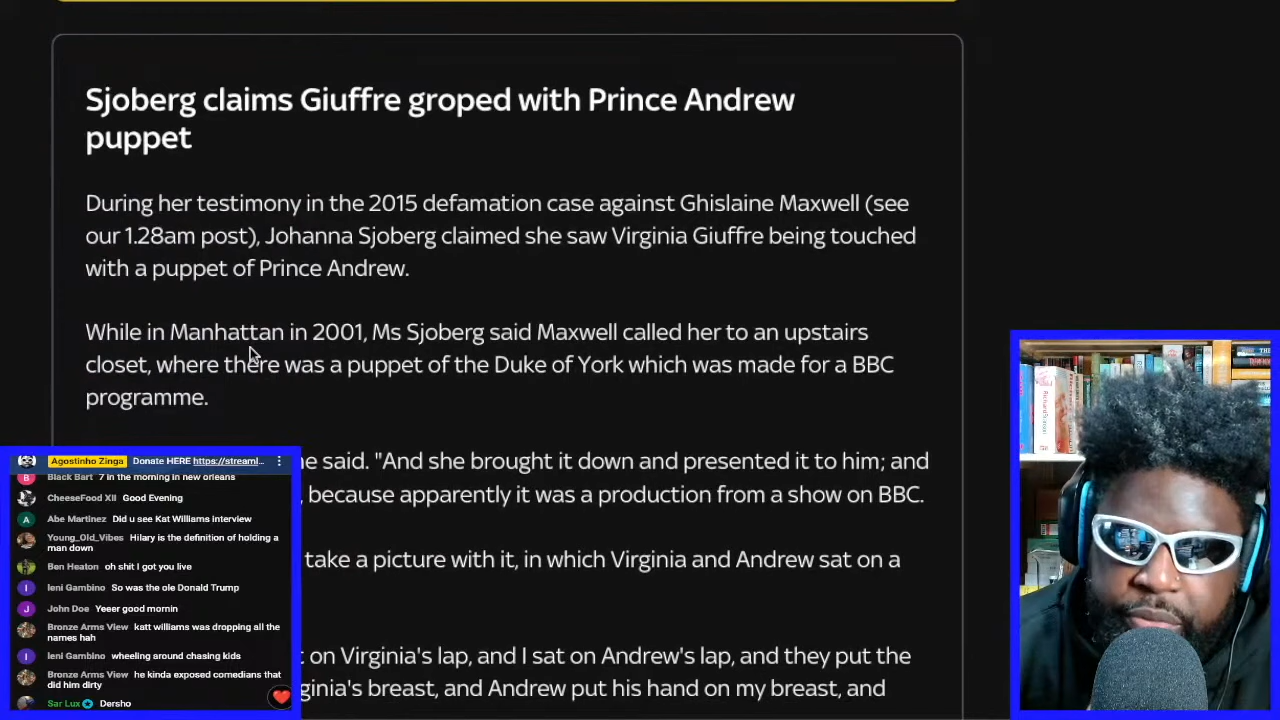 Sjoberg claims Giuffre groped with Prince Andrew
puppet
During her testimony in the 2015 defamation case against Ghislaine Maxwell (see
our 1.28am post), Johanna Sjoberg claimed she saw Virginia Giuffre being touched
with a puppet of Prince Andrew.
While in Manhattan in 2001, Ms Sjoberg said Maxwell called her to an upstairs
closet, where there was a puppet of the Duke of York which was made for a BBC
programme.
he said. "And she brought it down and presented it to him; and
, because apparently it was a production from a show on BBC.
take a picture with it, in which Virginia and Andrew sat on a
t on Virginia's lap, and I sat on Andrew's lap, and they put the
ginia's breast, and Andrew put his hand on my breast, and
Agostinho Zinga Donate HERE https://streaml...
Black Bart 7 in the morning in new orleans
CheeseFood XII Good Evening
Abe Martinez Did u see Kat Williams interview
Young_Old_Vibes Hilary is the definition of holding a
man down
Ben Heaton oh shit I got you live
Ieni Gambino So was the ole Donald Trump
John Doe Yeeer good mornin
Bronze Arms View katt williams was dropping all the
names hah
Ieni Gambino wheeling around chasing kids
Bronze Arms View he kinda exposed comedians that
did him dirty
Sar Lux Dersho